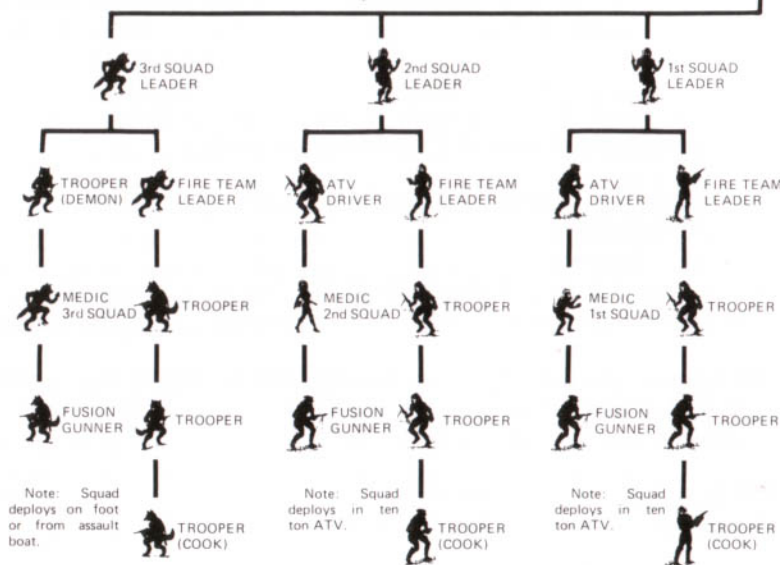 3rd SQUAD
LEADER
2nd SQUAD
LEADER
1st SQUAD
LEADER
TROOPER
(DEMON)
FIRE TEAM
LEADER
ATV
DRIVER
FIRE TEAM
LEADER
ATV
DRIVER
FIRE TEAM
LEADER
MEDIC
3rd SQUAD
TROOPER
MEDIC
2nd SQUAD
TROOPER
MEDIC
1st SQUAD
TROOPER
FUSION
GUNNER
TROOPER
FUSION
GUNNER
TROOPER
FUSION
GUNNER
TROOPER
Note: Squad
deploys on foot
or from assault
boat.
TROOPER
(COOK)
Note: Squad
deploys in ten
ton ATV.
TROOPER
(COOK)
Note: Squad
deploys in ten
ton ATV.
TROOPER
(COOK)